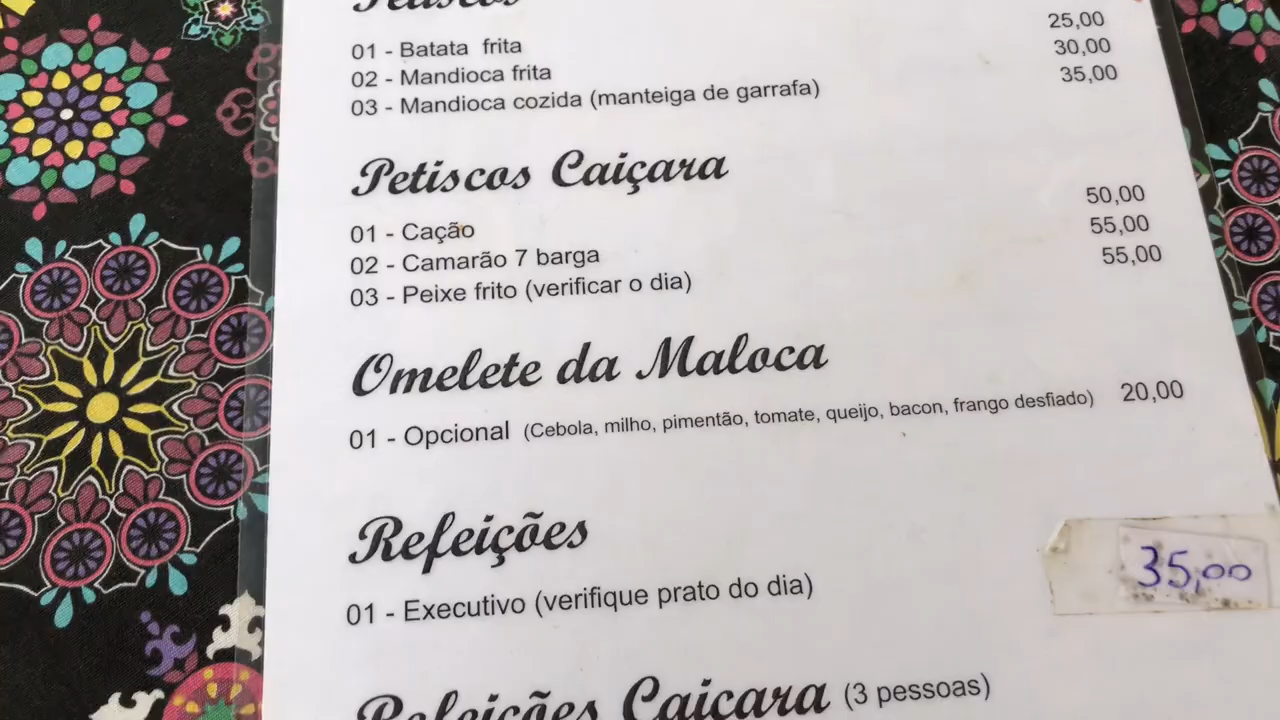 Petiscos
01 - Batata frita 25,00
02 - Mandioca frita 30,00
03 - Mandioca cozida (manteiga de garrafa) 35,00
Petiscos Caiçara
01 - Cação 50,00
02 - Camarão 7 barga 55,00
03 - Peixe frito (verificar o dia) 55,00
Omelete da Maloca
01 - Opcional (Cebola, milho, pimentão, tomate, queijo, bacon, frango desfiado) 20,00
Refeições
01 - Executivo (verifique prato do dia) 35,00
Refeições Caiçara (3 pessoas)